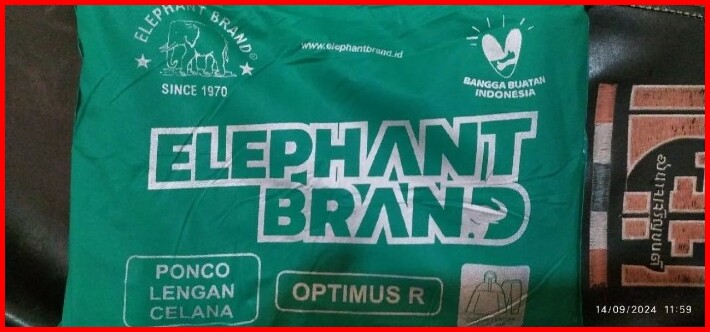 ELEPHANT BRAND
SINCE 1970
www.elephantbrand.id
BANGGA BUATAN
INDONESIA
ELEPHANT
BRAND
PONCO
LENGAN
CELANA
OPTIMUS R
14/09/2024 11:59